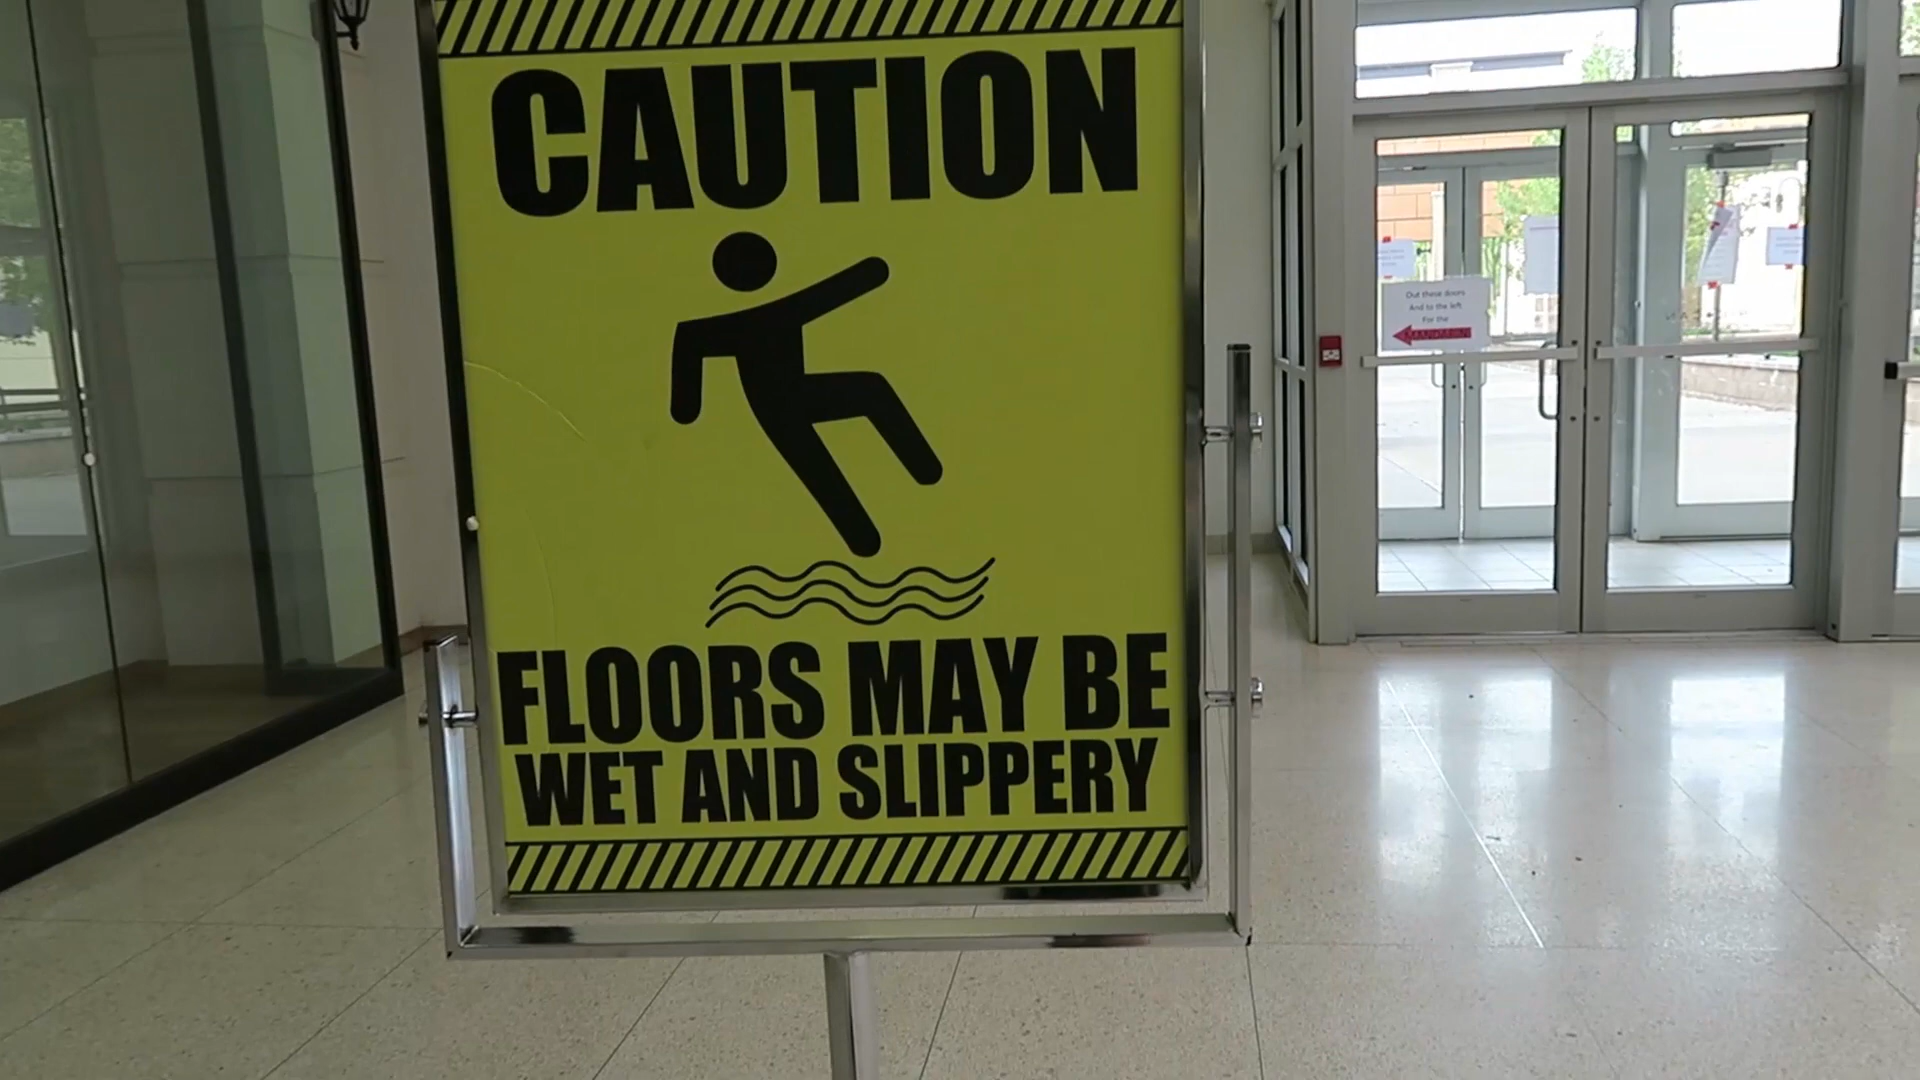 CAUTION
FLOORS MAY BE
WET AND SLIPPERY
Out these doors
And to the left
For the